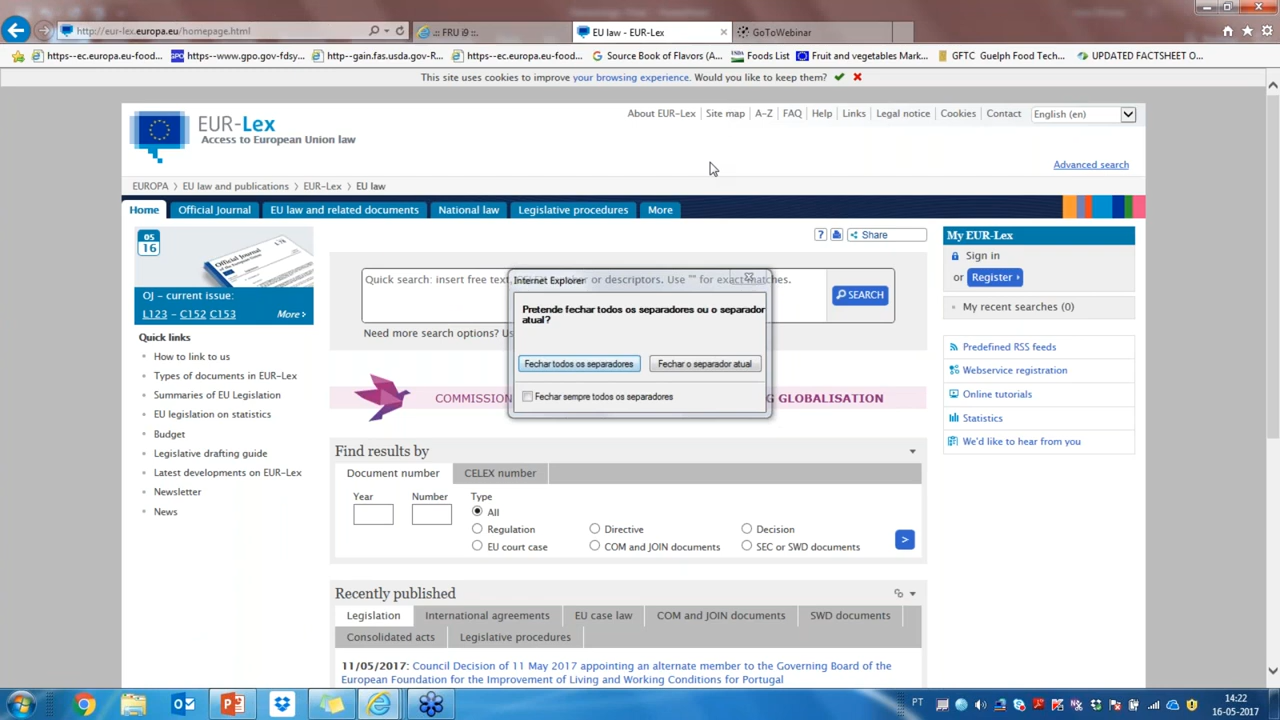 http://eur-lex.europa.eu/homepage.html
.:: FRU i9 ::.
EU law - EUR-Lex
GoToWebinar
https--ec.europa.eu-food...
https--www.gpo.gov-fdsy...
http--gain.fas.usda.gov-R...
https--ec.europa.eu-food...
Source Book of Flavors (A...
Foods List
Fruit and vegetables Mark...
GFTC Guelph Food Tech...
UPDATED FACTSHEET O...
This site uses cookies to improve your browsing experience. Would you like to keep them?
About EUR-Lex Site map A-Z FAQ Help Links Legal notice Cookies Contact English (en)
EUR-Lex
Access to European Union law
Advanced search
EUROPA > EU law and publications > EUR-Lex > EU law
Home Official Journal EU law and related documents National law Legislative procedures More
05
16
OJ - current issue:
L123 - C152 C153 More >
Quick links
How to link to us
Types of documents in EUR-Lex
Summaries of EU Legislation
EU legislation on statistics
Budget
Legislative drafting guide
Latest developments on EUR-Lex
Newsletter
News
? Share
Quick search: insert free text, or descriptors. Use "" for exact matches.
SEARCH
Need more search options? Us
Internet Explorer
Pretende fechar todos os separadores ou o separador
atual?
Fechar todos os separadores Fechar o separador atual
Fechar sempre todos os separadores
COMMISSION GLOBALISATION
Find results by
Document number CELEX number
Year Number Type
All
Regulation Directive Decision
EU court case COM and JOIN documents SEC or SWD documents
>
Recently published
Legislation International agreements EU case law COM and JOIN documents SWD documents
Consolidated acts Legislative procedures
11/05/2017: Council Decision of 11 May 2017 appointing an alternate member to the Governing Board of the
European Foundation for the Improvement of Living and Working Conditions for Portugal
My EUR-Lex
Sign in
or Register
My recent searches (0)
Predefined RSS feeds
Webservice registration
Online tutorials
Statistics
We'd like to hear from you
PT
14:22
16-05-2017